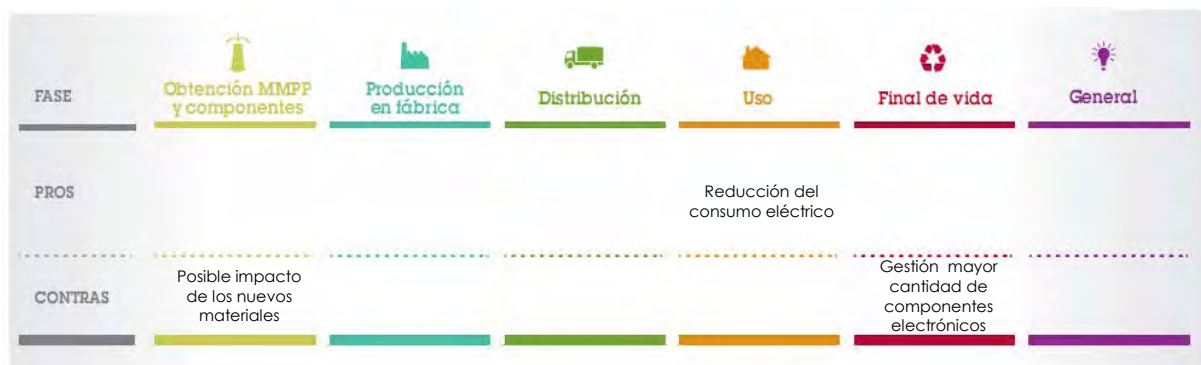 FASE
Obtención MMPP
y componentes
Producción
en fábrica
Distribución
Uso
Final de vida
General
PROS
Reducción del
consumo eléctrico
CONTRAS
Posible impacto
de los nuevos
materiales
Gestión mayor
cantidad de
componentes
electrónicos